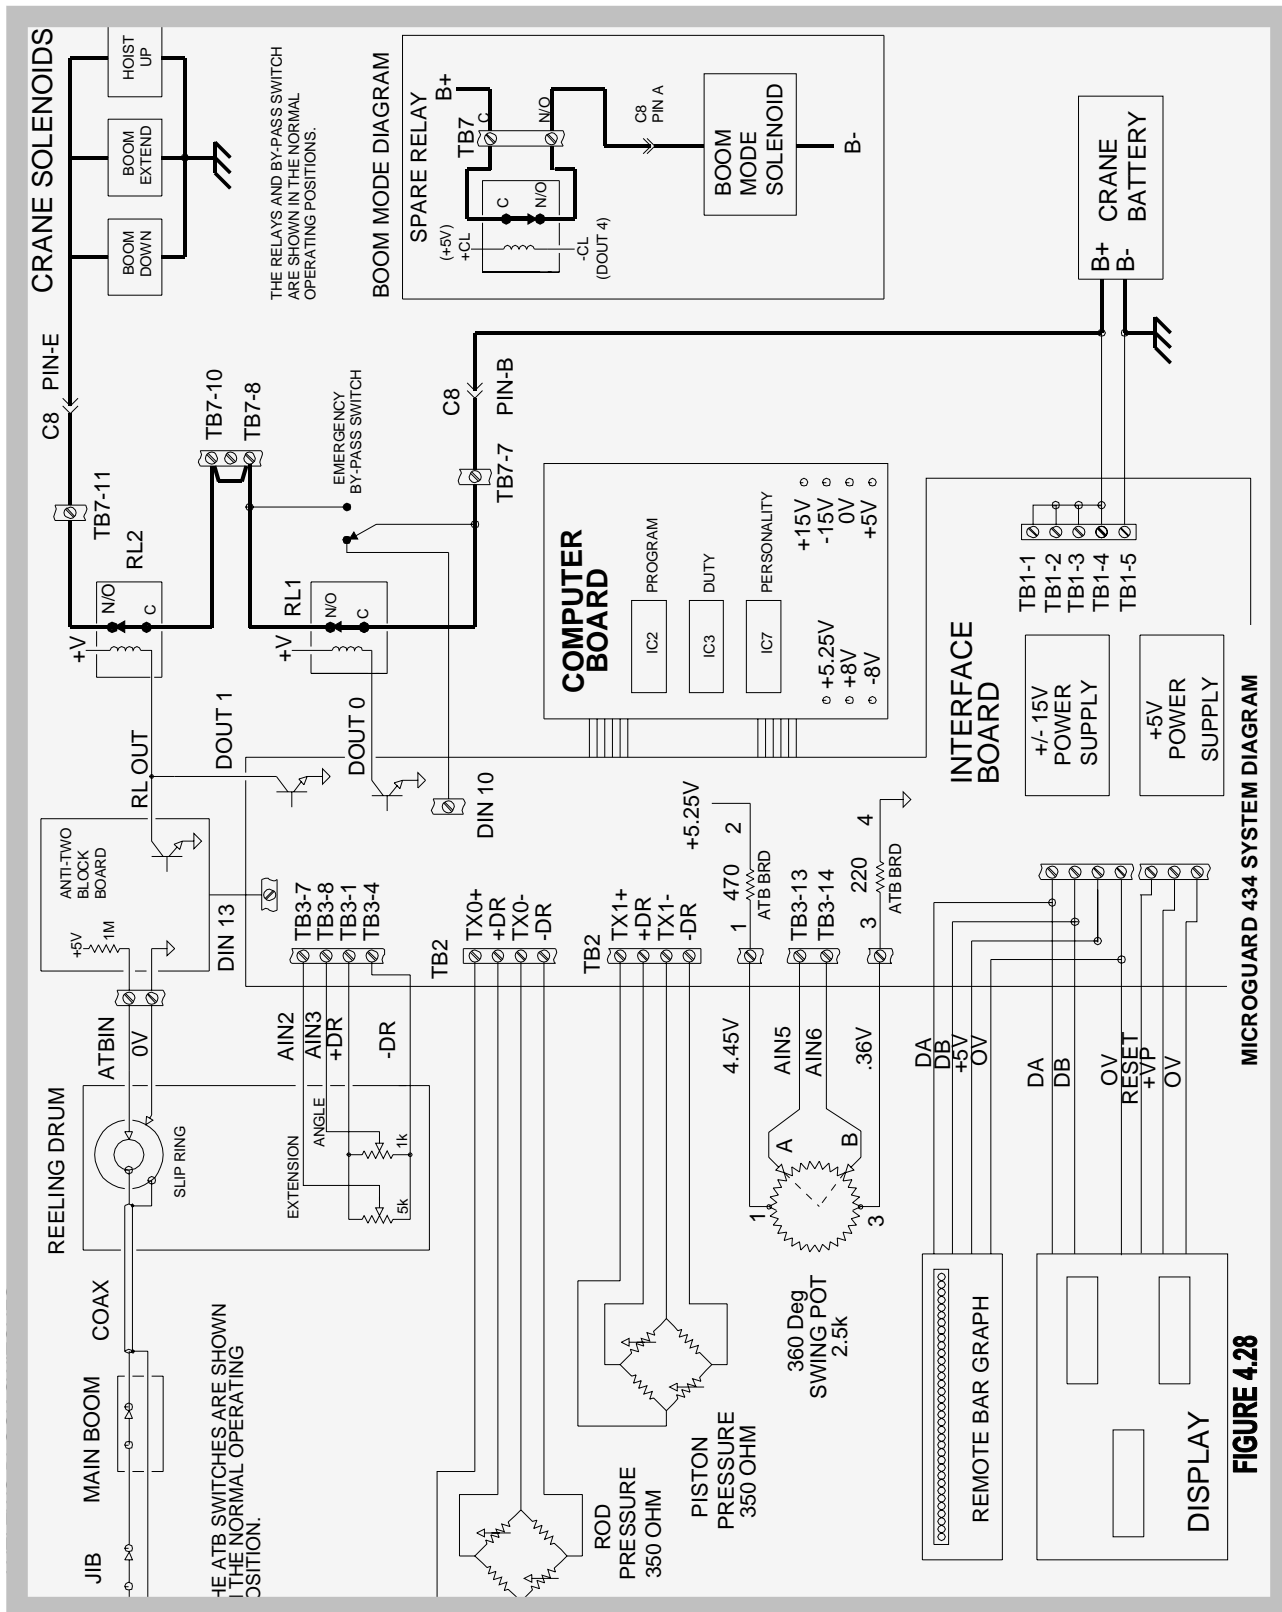 CRANE SOLENOIDS
HOIST
UP
BOOM
EXTEND
BOOM
DOWN
THE RELAYS AND BY-PASS SWITCH
ARE SHOWN IN THE NORMAL
OPERATING POSITIONS.
BOOM MODE DIAGRAM
SPARE RELAY
B+
TB7
C
N/O
C
N/O
(+5V)
+CL
-CL
(DOUT 4)
C8
PIN A
BOOM
MODE
SOLENOID
B-
CRANE
BATTERY
B+
B-
C8
PIN-E
TB7-11
TB7-10
TB7-8
EMERGENCY
BY-PASS SWITCH
C8
PIN-B
TB7-7
RL2
N/O
C
+V
RL1
N/O
C
+V
COMPUTER
BOARD
IC2
PROGRAM
IC3
DUTY
IC7
PERSONALITY
+15V
-15V
0V
+5V
+5.25V
+8V
-8V
TB1-1
TB1-2
TB1-3
TB1-4
TB1-5
INTERFACE
BOARD
+/- 15V
POWER
SUPPLY
+5V
POWER
SUPPLY
RL OUT
DOUT 1
DOUT 0
DIN 10
ANTI-TWO
BLOCK
BOARD
+5V
1M
DIN 13
TB3-7
TB3-8
TB3-1
TB3-4
TB2
TX0+
+DR
TX0-
-DR
TB2
TX1+
+DR
TX1-
-DR
+5.25V
2
470
1
ATB BRD
TB3-13
TB3-14
4
220
3
ATB BRD
ATBIN
0V
AIN2
AIN3
+DR
-DR
4.45V
AIN5
AIN6
.36V
DA
DB
+5V
OV
DA
DB
OV
RESET
+VP
OV
REELING DRUM
SLIP RING
EXTENSION
ANGLE
1k
5k
A
B
1
3
360 Deg
SWING POT
2.5k
COAX
MAIN BOOM
JIB
HE ATB SWITCHES ARE SHOWN
THE NORMAL OPERATING
OSITION.
ROD
PRESSURE
350 OHM
PISTON
PRESSURE
350 OHM
REMOTE BAR GRAPH
DISPLAY
MICROGUARD 434 SYSTEM DIAGRAM
FIGURE 4.28